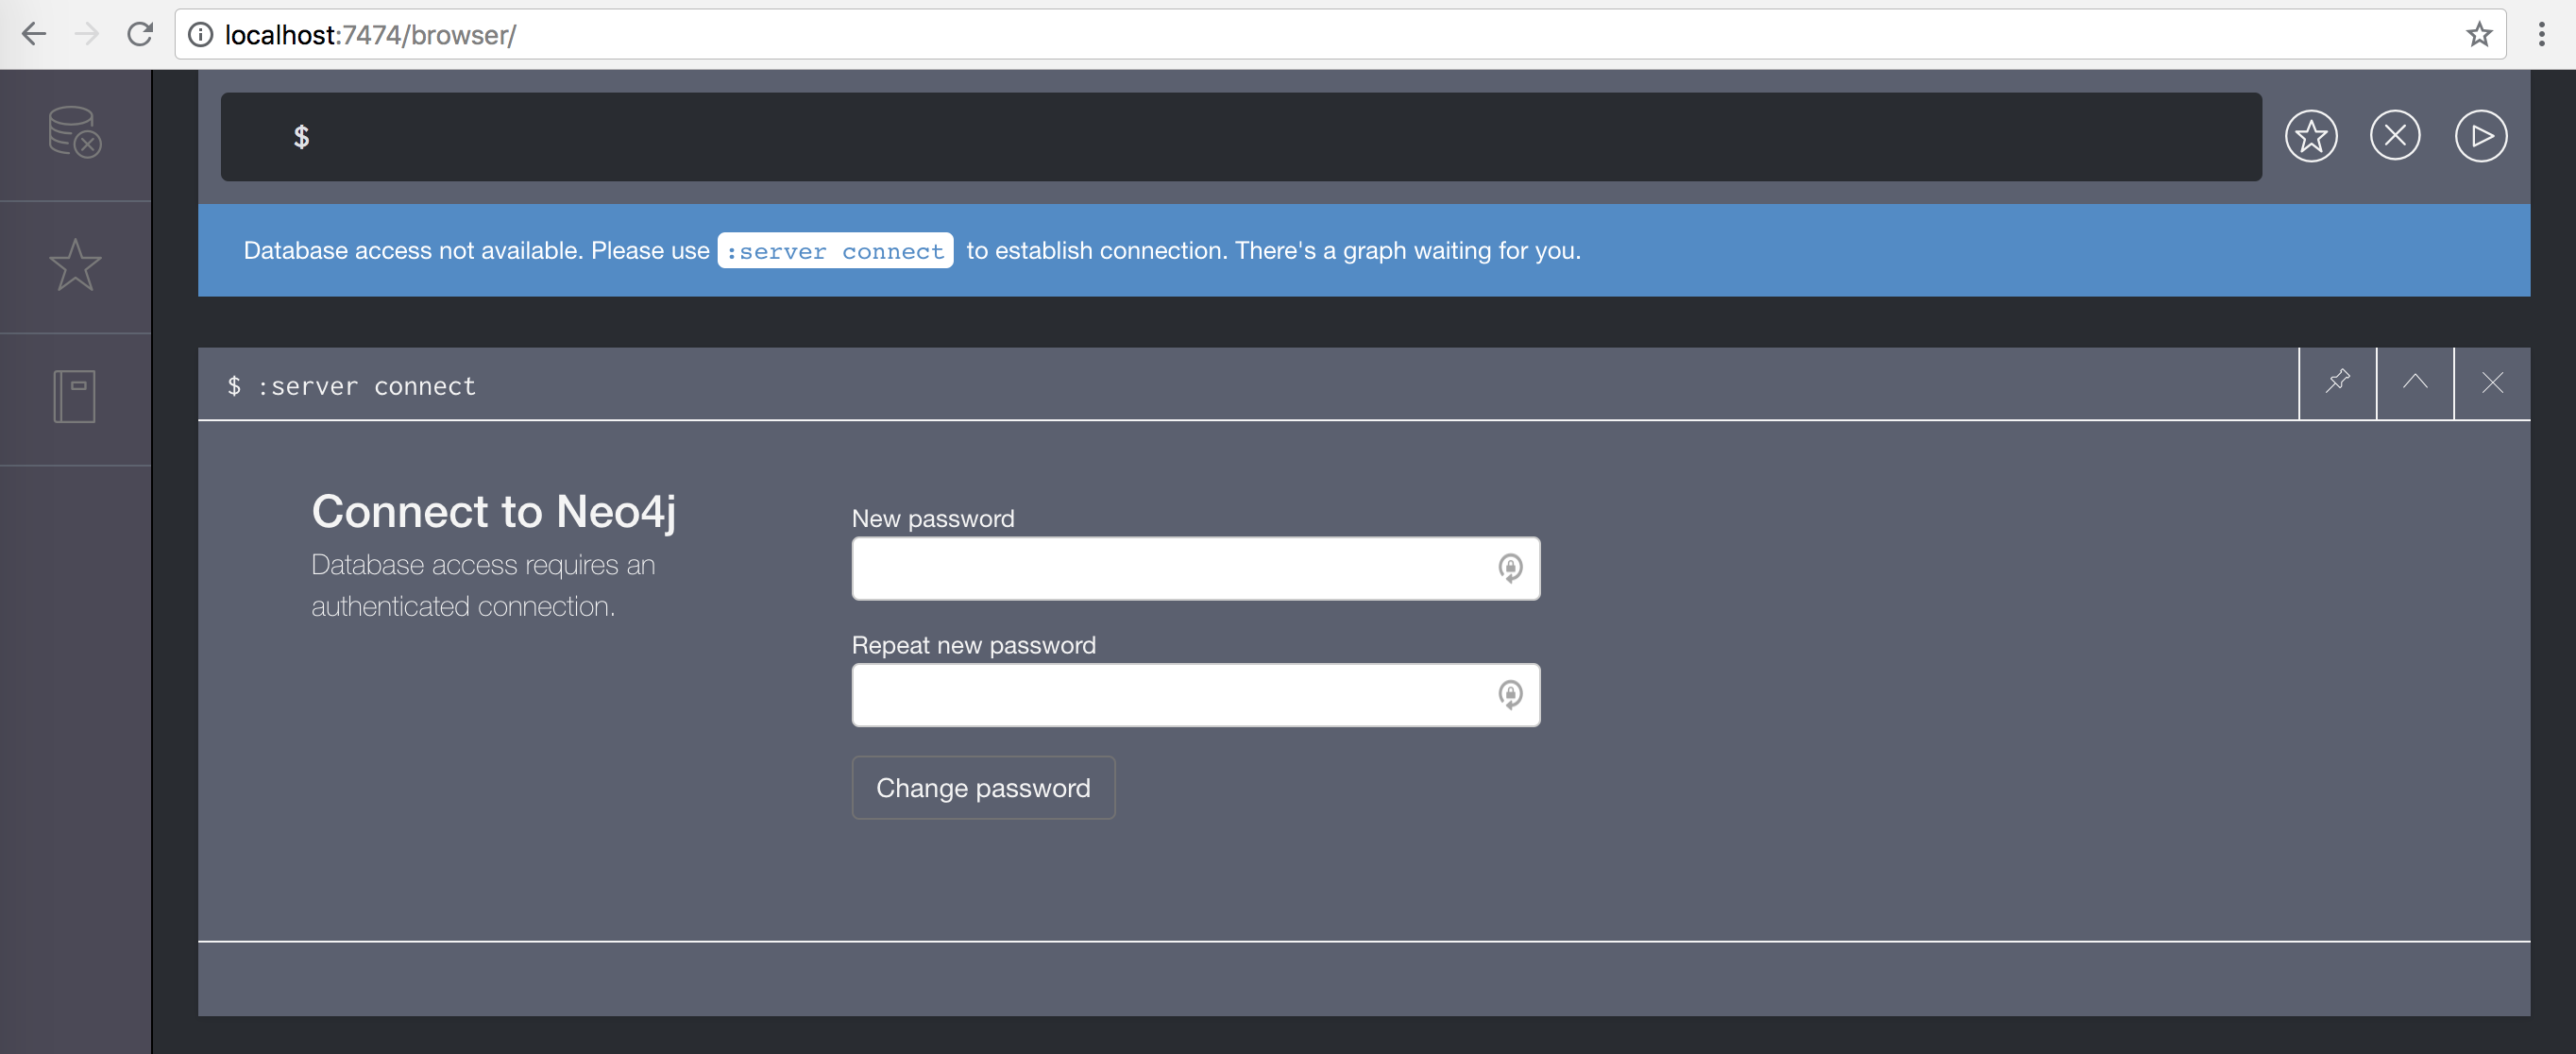 localhost:7474/browser/
$
Database access not available. Please use :server connect to establish connection. There's a graph waiting for you.
$ :server connect
Connect to Neo4j
Database access requires an
authenticated connection.
New password
Repeat new password
Change password